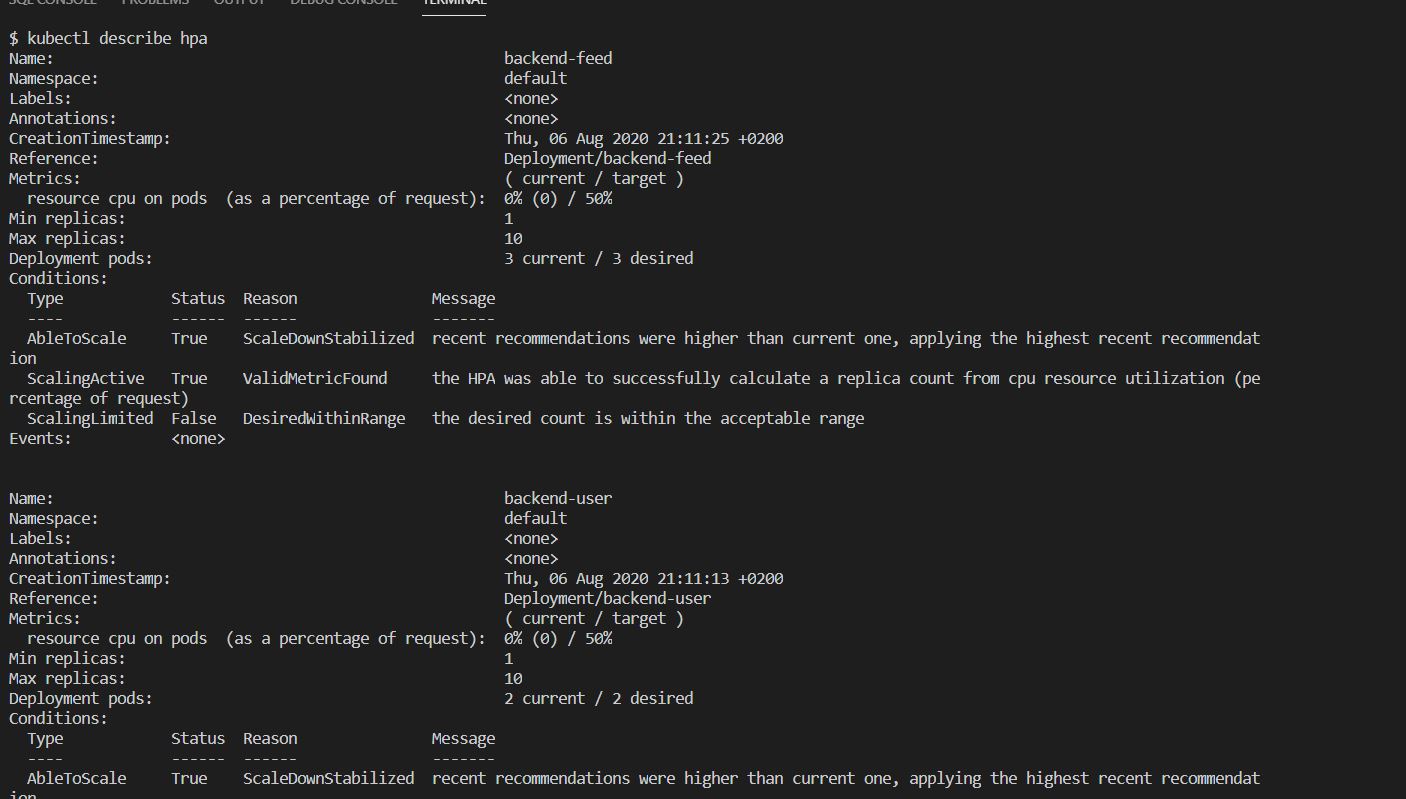 SQL CONSOLE PROBLEMS OUTPUT DEBUG CONSOLE TERMINAL
$ kubectl describe hpa
Name: backend-feed
Namespace: default
Labels: <none>
Annotations: <none>
CreationTimestamp: Thu, 06 Aug 2020 21:11:25 +0200
Reference: Deployment/backend-feed
Metrics: ( current / target )
  resource cpu on pods  (as a percentage of request): 0% (0) / 50%
Min replicas: 1
Max replicas: 10
Deployment pods: 3 current / 3 desired
Conditions:
  Type Status Reason Message
  ---- ------ ------ -------
  AbleToScale True ScaleDownStabilized recent recommendations were higher than current one, applying the highest recent recommendat
ion
  ScalingActive True ValidMetricFound the HPA was able to successfully calculate a replica count from cpu resource utilization (pe
rcentage of request)
  ScalingLimited False DesiredWithinRange the desired count is within the acceptable range
Events: <none>
Name: backend-user
Namespace: default
Labels: <none>
Annotations: <none>
CreationTimestamp: Thu, 06 Aug 2020 21:11:13 +0200
Reference: Deployment/backend-user
Metrics: ( current / target )
  resource cpu on pods  (as a percentage of request): 0% (0) / 50%
Min replicas: 1
Max replicas: 10
Deployment pods: 2 current / 2 desired
Conditions:
  Type Status Reason Message
  ---- ------ ------ -------
  AbleToScale True ScaleDownStabilized recent recommendations were higher than current one, applying the highest recent recommendat
ion